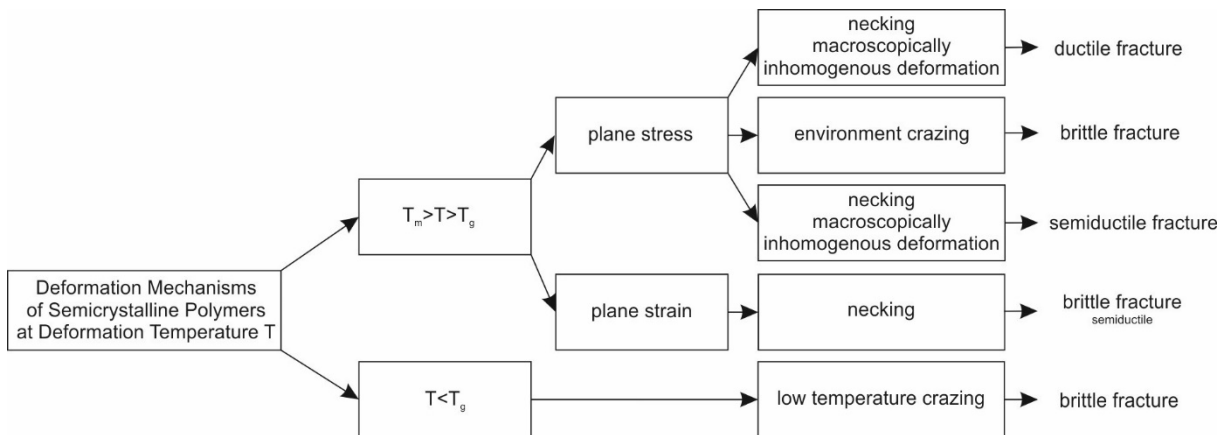 necking
macroscopically
inhomogenous deformation
ductile fracture
plane stress
environment crazing
brittle fracture
Tm>T>Tg
necking
macroscopically
inhomogenous deformation
semiductile fracture
Deformation Mechanisms
of Semicrystalline Polymers
at Deformation Temperature T
plane strain
necking
brittle fracture
semiductile
T<Tg
low temperature crazing
brittle fracture